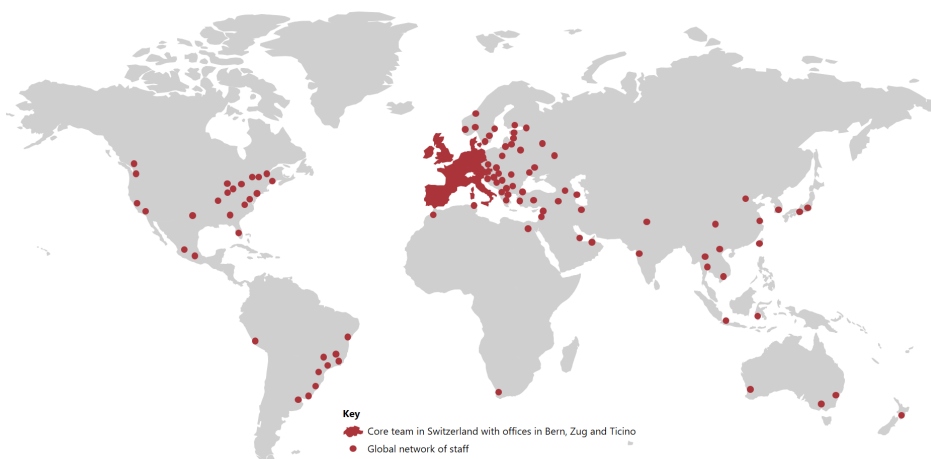 Key
Core team in Switzerland with offices in Bern, Zug and Ticino
Global network of staff